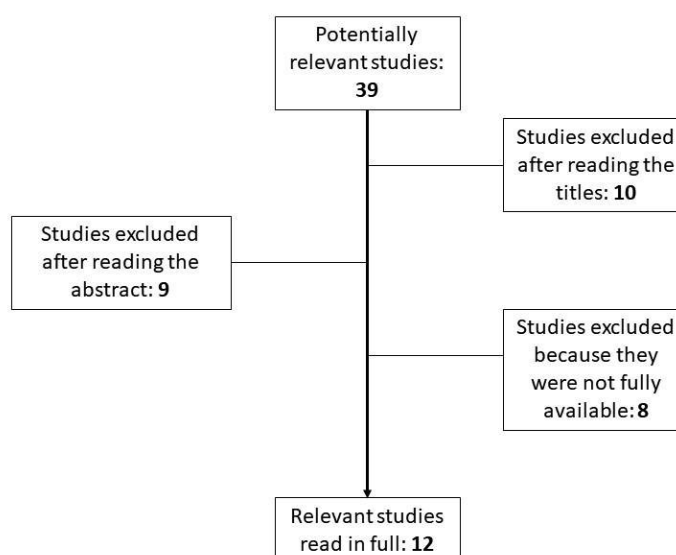 Potentially
relevant studies:
39
Studies excluded
after reading the
titles: 10
Studies excluded
after reading the
abstract: 9
Studies excluded
because they
were not fully
available: 8
Relevant studies
read in full: 12